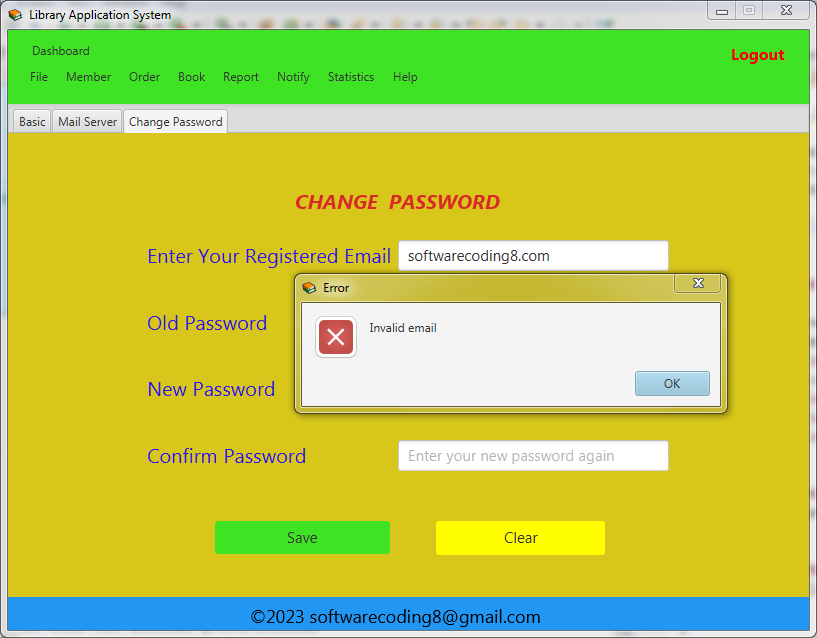 Library Application System
Dashboard
Logout
File Member Order Book Report Notify Statistics Help
Basic Mail Server Change Password
CHANGE PASSWORD
Enter Your Registered Email softwarecoding8.com
Error
Old Password
Invalid email
New Password
OK
Confirm Password Enter your new password again
Save Clear
©2023 softwarecoding8@gmail.com